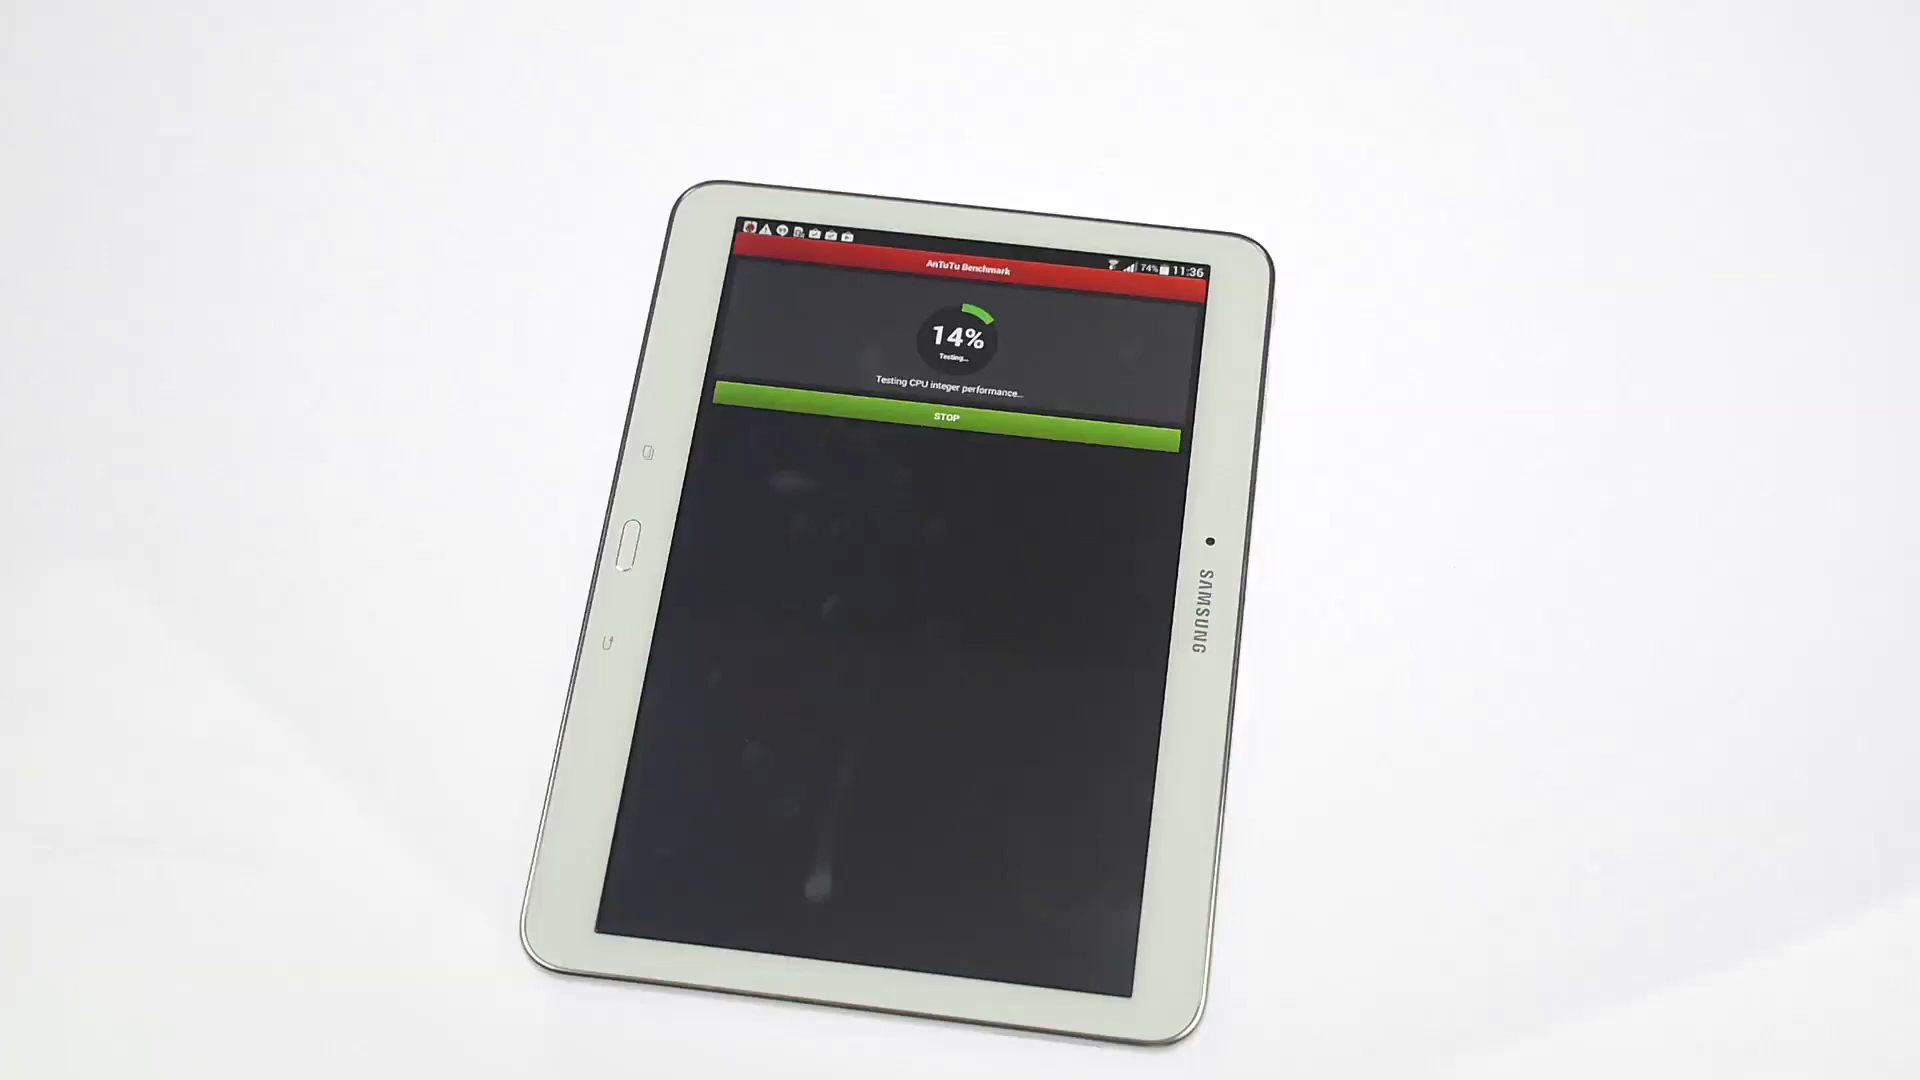 74% 11:36
AnTuTu Benchmark
14%
Testing...
Testing CPU integer performance...
STOP
SAMSUNG